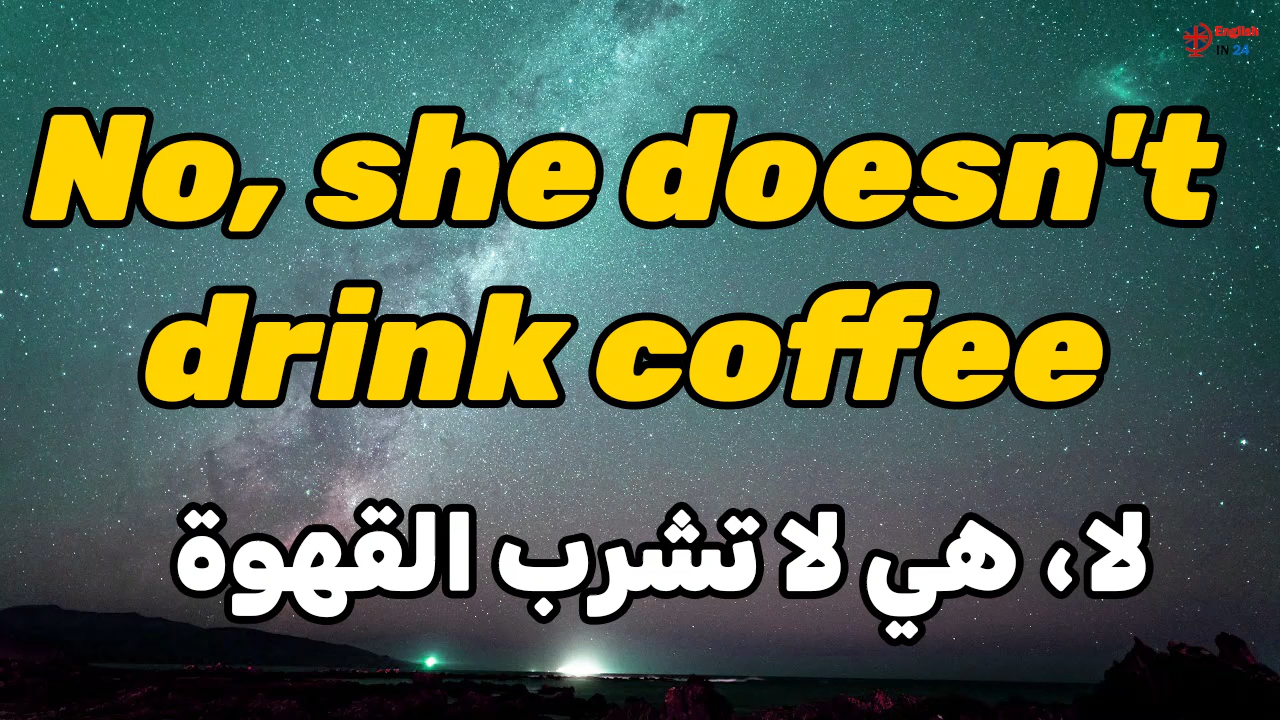 English
IN 24
No, she doesn't
drink coffee
لا، هي لا تشرب القهوة